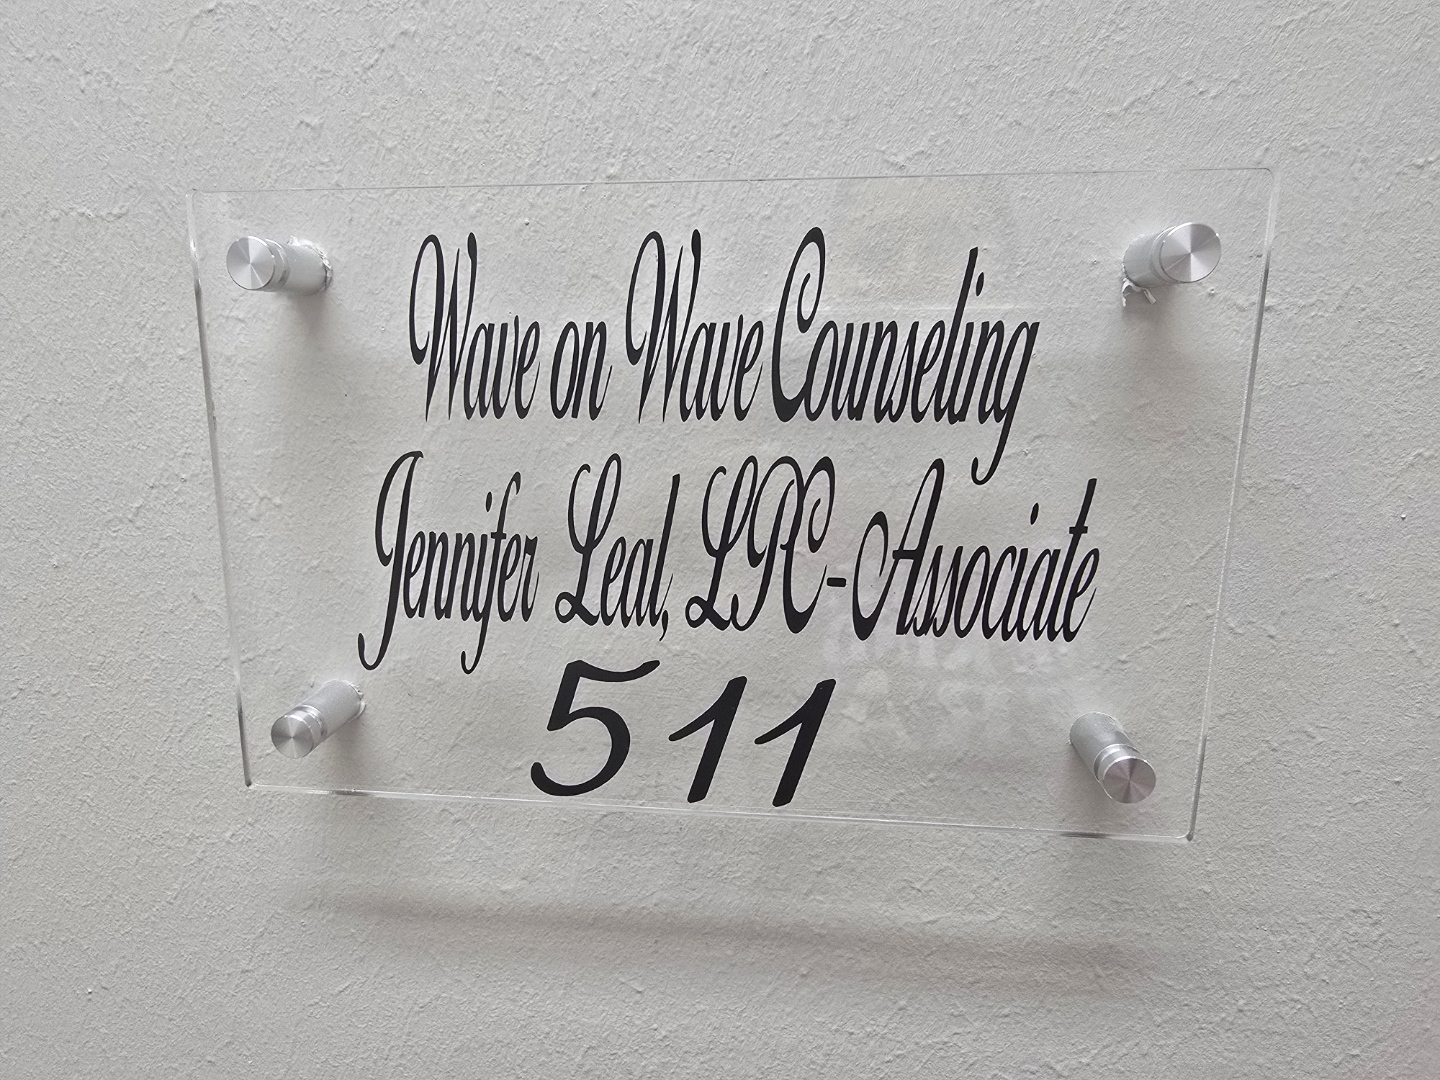 Wave on Wave Counseling
Jennifer Leal, LPC-Associate
511